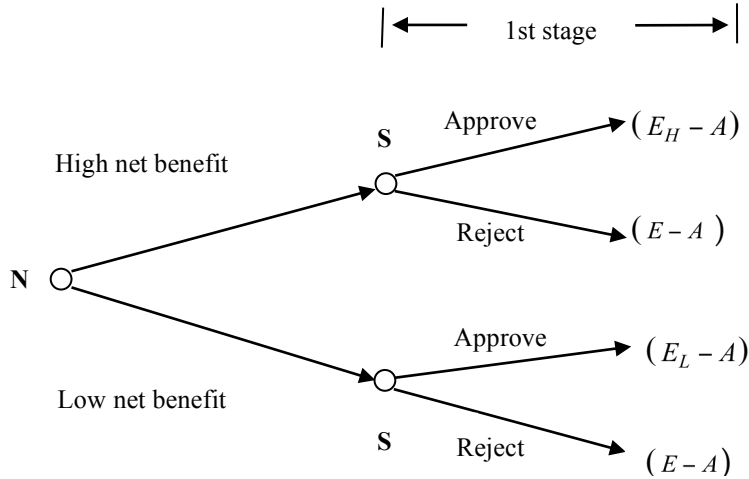 1st stage
Approve
(E_H − A)
S
High net benefit
Reject
(E − A)
N
Approve
(E_L − A)
Low net benefit
S
Reject
(E − A)